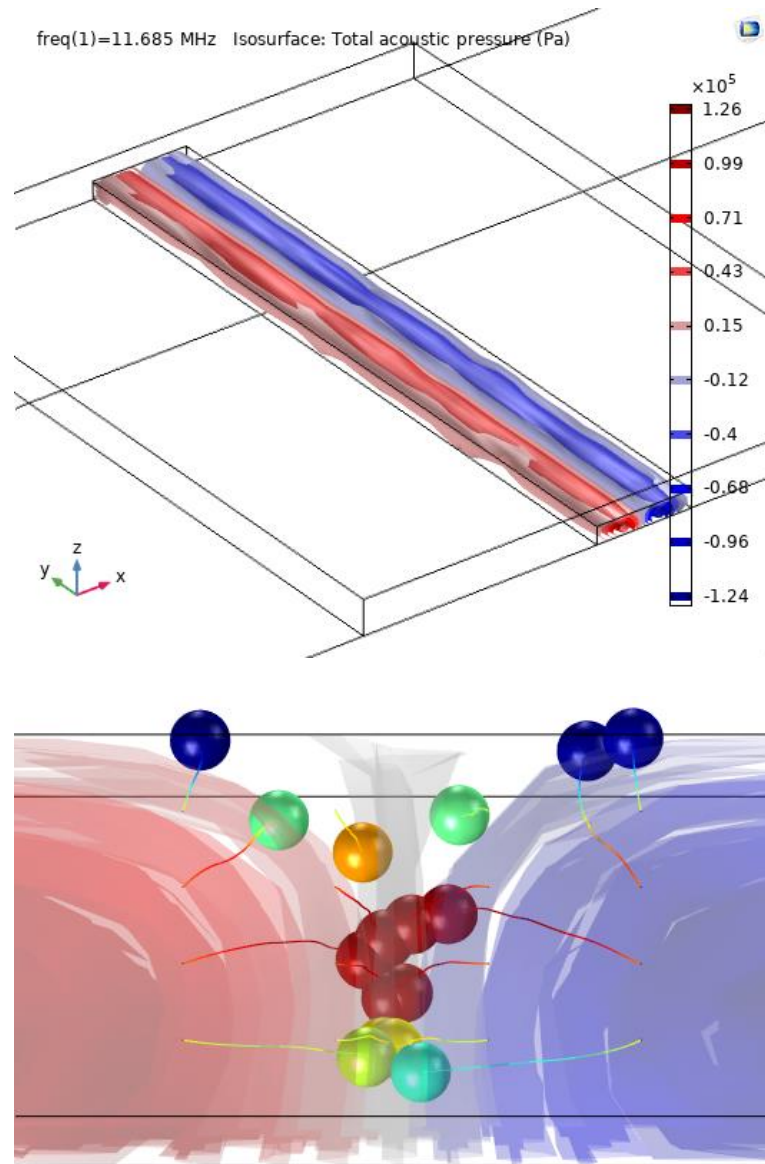 freq(1)=11.685 MHz   Isosurface: Total acoustic pressure (Pa)
×10⁵
1.26
0.99
0.71
0.43
0.15
-0.12
-0.4
-0.68
-0.96
-1.24
z
y
x